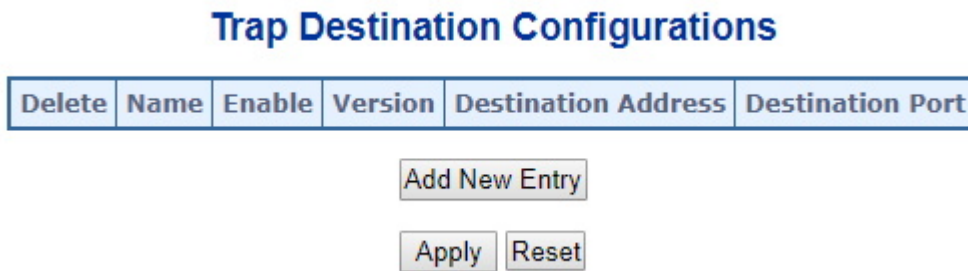 Trap Destination Configurations
Delete Name Enable Version Destination Address Destination Port
Add New Entry
Apply Reset